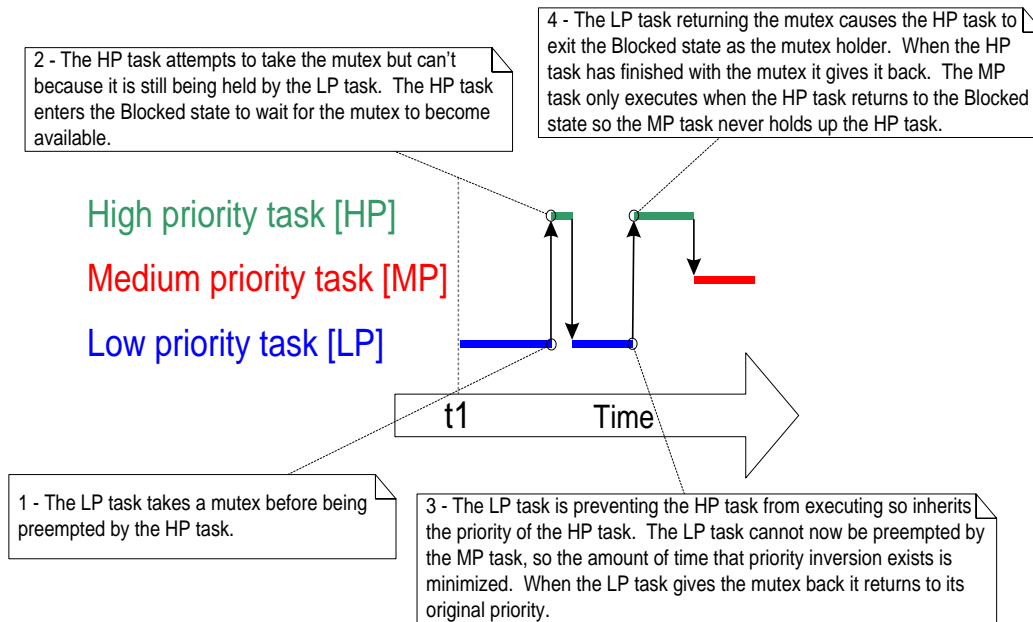 2 - The HP task attempts to take the mutex but can't
because it is still being held by the LP task.  The HP task
enters the Blocked state to wait for the mutex to become
available.
4 - The LP task returning the mutex causes the HP task to
exit the Blocked state as the mutex holder.  When the HP
task has finished with the mutex it gives it back.  The MP
task only executes when the HP task returns to the Blocked
state so the MP task never holds up the HP task.
High priority task [HP]
Medium priority task [MP]
Low priority task [LP]
t1 Time
1 - The LP task takes a mutex before being
preempted by the HP task.
3 - The LP task is preventing the HP task from executing so inherits
the priority of the HP task.  The LP task cannot now be preempted by
the MP task, so the amount of time that priority inversion exists is
minimized.  When the LP task gives the mutex back it returns to its
original priority.